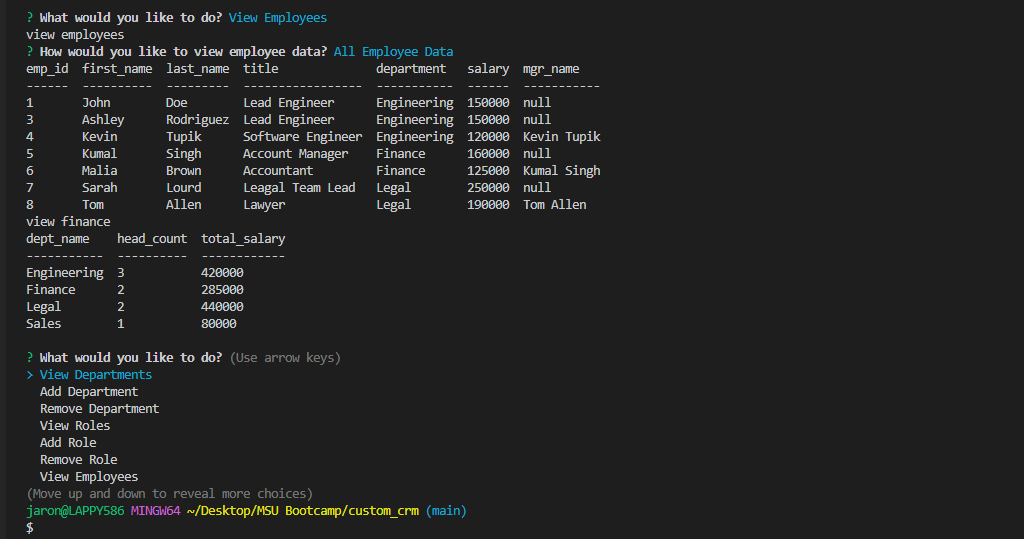 ? What would you like to do? View Employees
view employees
? How would you like to view employee data? All Employee Data
emp_id  first_name  last_name  title              department   salary  mgr_name
------  ----------  ---------  -----------------  -----------  ------  -----------
1       John        Doe        Lead Engineer      Engineering  150000  null
3       Ashley      Rodriguez  Lead Engineer      Engineering  150000  null
4       Kevin       Tupik      Software Engineer  Engineering  120000  Kevin Tupik
5       Kumal       Singh      Account Manager    Finance      160000  null
6       Malia       Brown      Accountant         Finance      125000  Kumal Singh
7       Sarah       Lourd      Leagal Team Lead   Legal        250000  null
8       Tom         Allen      Lawyer             Legal        190000  Tom Allen
view finance
dept_name    head_count  total_salary
-----------  ----------  ------------
Engineering  3           420000
Finance      2           285000
Legal        2           440000
Sales        1           80000
? What would you like to do? (Use arrow keys)
> View Departments
  Add Department
  Remove Department
  View Roles
  Add Role
  Remove Role
  View Employees
(Move up and down to reveal more choices)
jaron@LAPPY586 MINGW64 ~/Desktop/MSU Bootcamp/custom_crm (main)
$